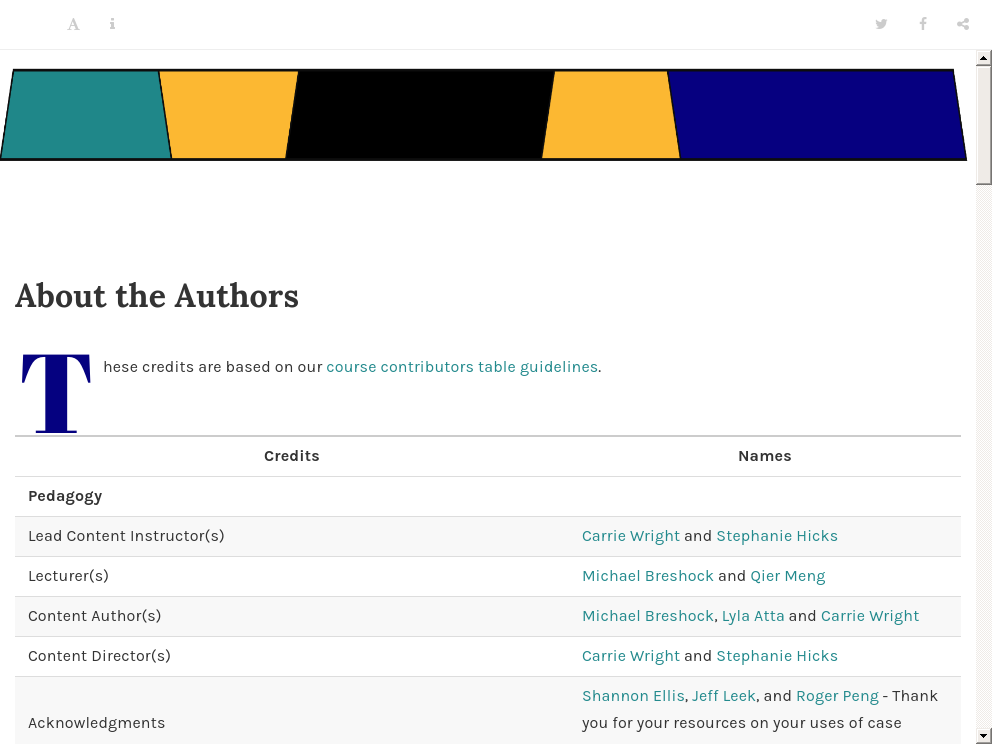 About the Authors
These credits are based on our course contributors table guidelines.
Credits Names
Pedagogy
Lead Content Instructor(s) Carrie Wright and Stephanie Hicks
Lecturer(s) Michael Breshock and Qier Meng
Content Author(s) Michael Breshock, Lyla Atta and Carrie Wright
Content Director(s) Carrie Wright and Stephanie Hicks
Shannon Ellis, Jeff Leek, and Roger Peng - Thank
Acknowledgments you for your resources on your uses of case